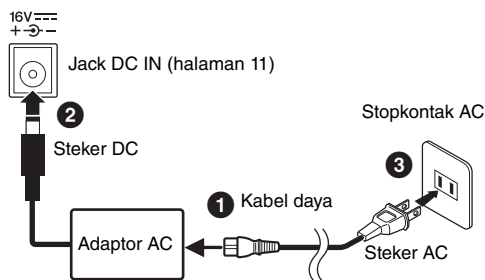 16V
+ -
Jack DC IN (halaman 11)
2
Steker DC
Stopkontak AC
3
1 Kabel daya
Adaptor AC
Steker AC